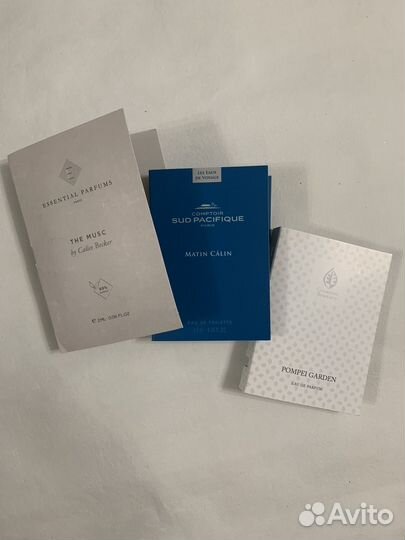 ESSENTIAL PARFUMS
PARIS
THE MUSC
by Calice Becker
2ML · 0.06 FL.OZ
LES EAUX
DE VOYAGE
COMPTOIR
SUD PACIFIQUE
PARIS
MATIN CÂLIN
EAU DE TOILETTE
POMPEI GARDEN
EAU DE PARFUM
Avito